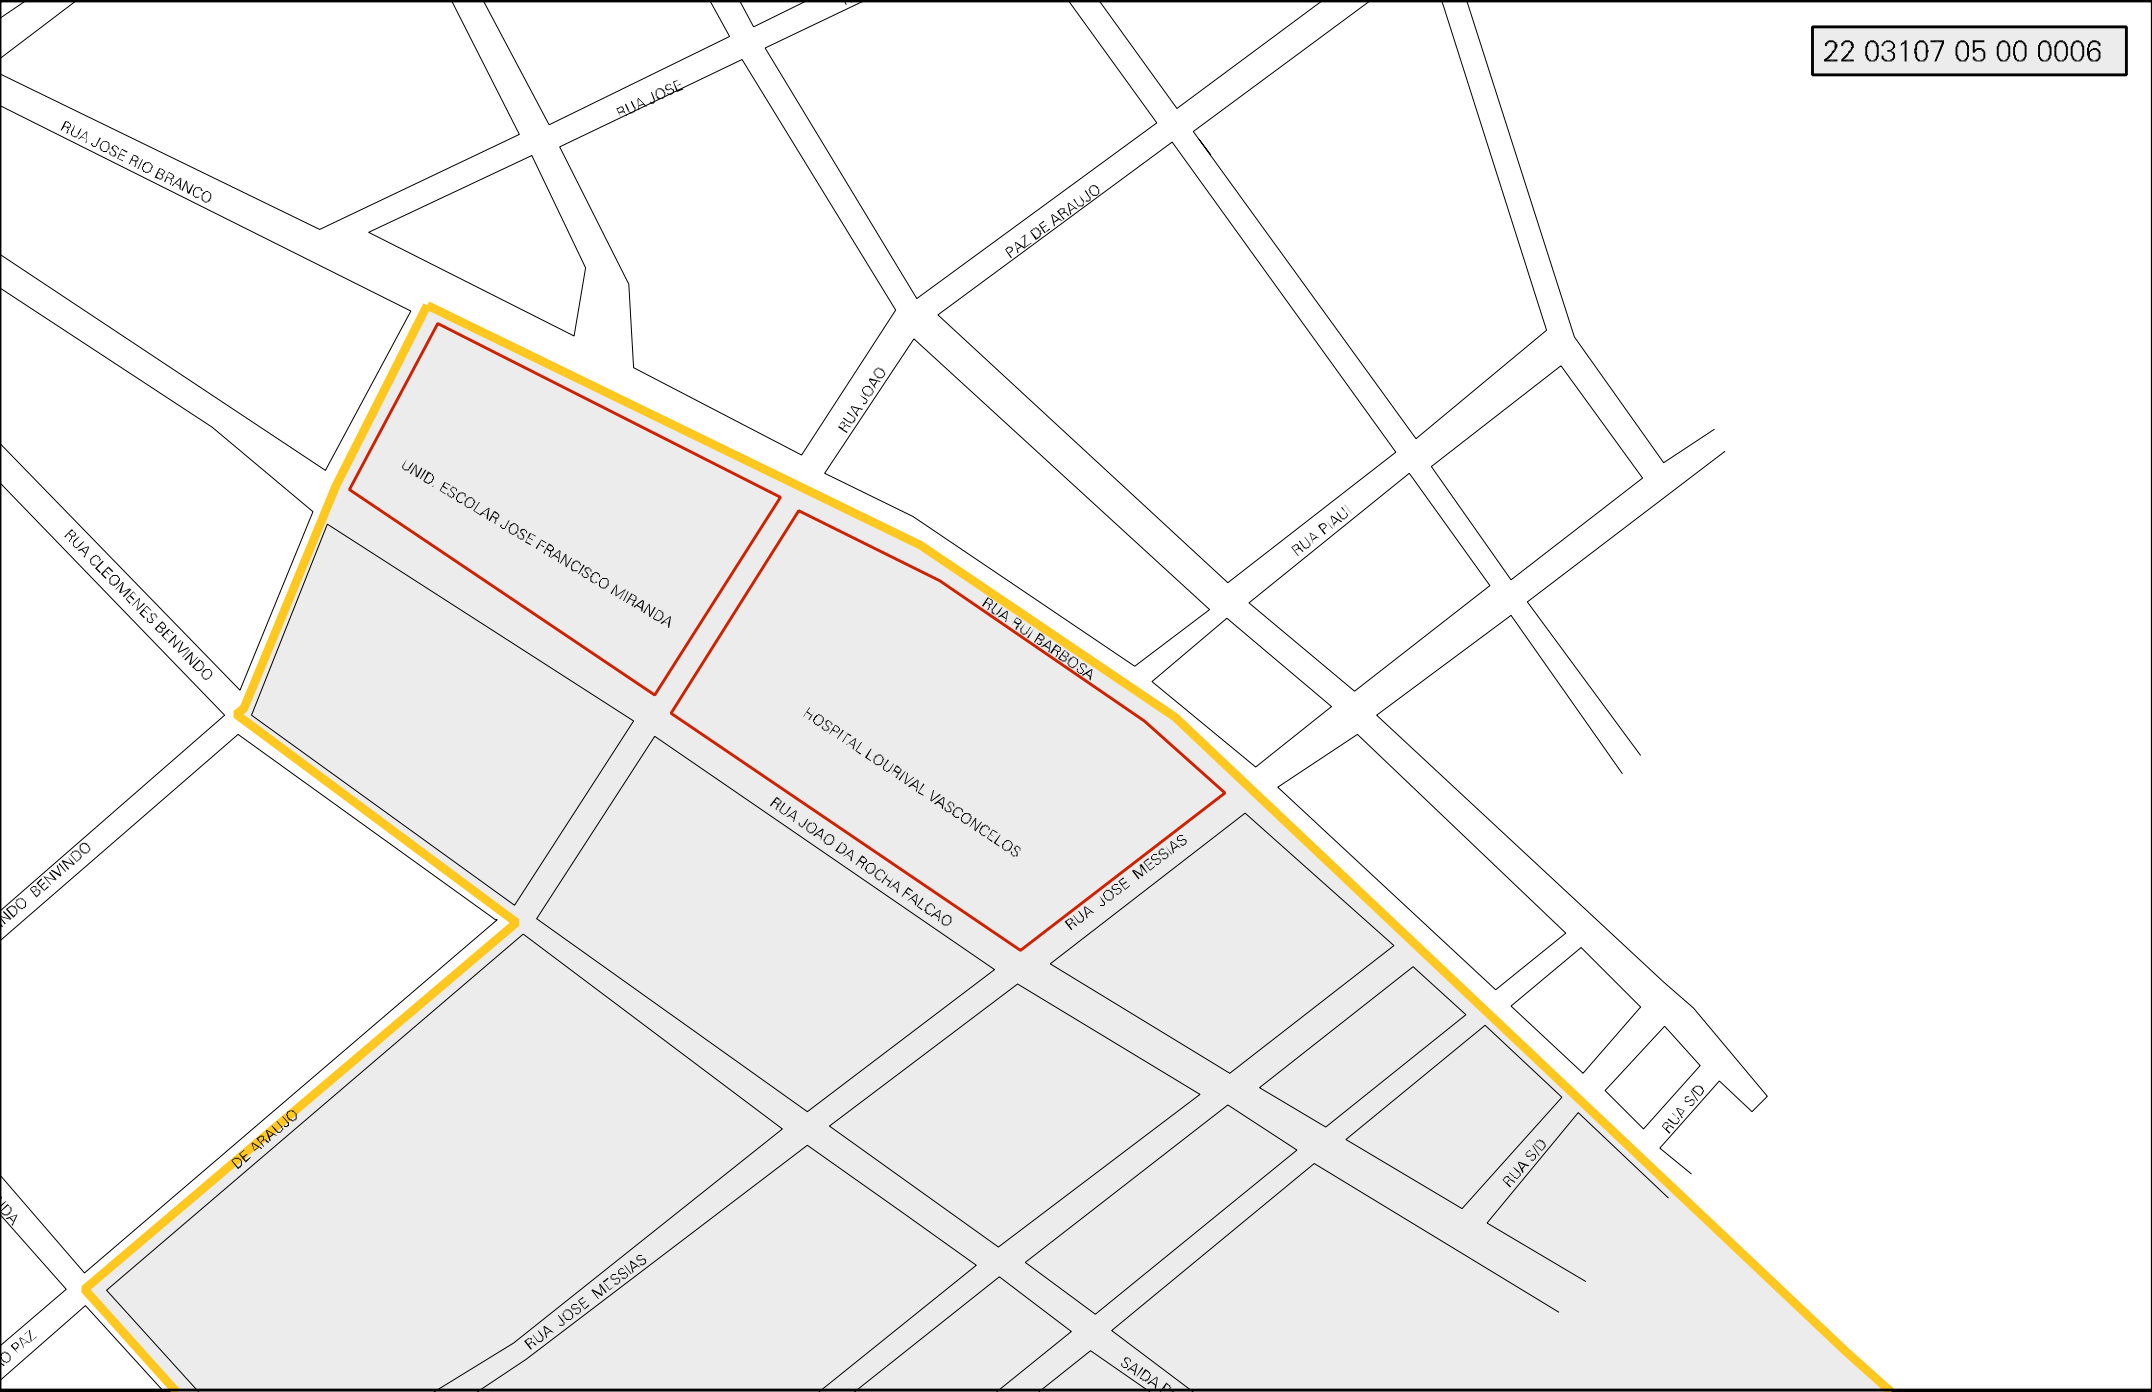 22 03107 05 00 0006
RUA JOSE
RUA JOSE RIO BRANCO
PAZ DE ARAUJO
RUA JOAO
UNID. ESCOLAR JOSE FRANCISCO MIRANDA
RUA PIAUI
RUA CLEOMENES BENVINDO
RUA RUI BARBOSA
HOSPITAL LOURIVAL VASCONCELOS
RUA JOAO DA ROCHA FALCAO
RUA JOSE MESSIAS
BENVINDO
RUA S/D
RUA S/D
DE ARAUJO
RUA JOSE MESSIAS
PAZ
SAIDA